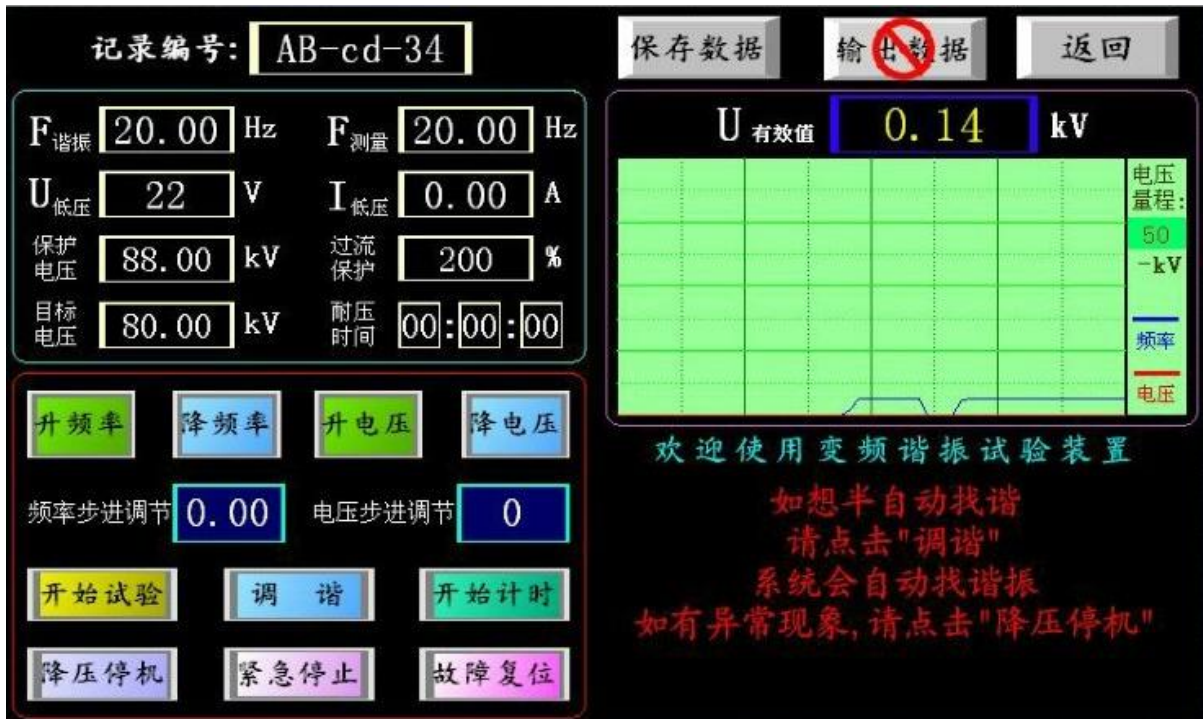 记录编号: AB-cd-34
保存数据 输出数据 返回
F谐振 20.00 Hz F测量 20.00 Hz
U低压 22 V I低压 0.00 A
保护电压 88.00 kV 过流保护 200 %
目标电压 80.00 kV 耐压时间 00:00:00
U有效值 0.14 kV
电压
量程:
50
-kV
频率
电压
升频率 降频率 升电压 降电压
频率步进调节 0.00 电压步进调节 0
开始试验 调 谐 开始计时
降压停机 紧急停止 故障复位
欢迎使用变频谐振试验装置
如想半自动找谐
请点击"调谐"
系统会自动找谐振
如有异常现象,请点击"降压停机"